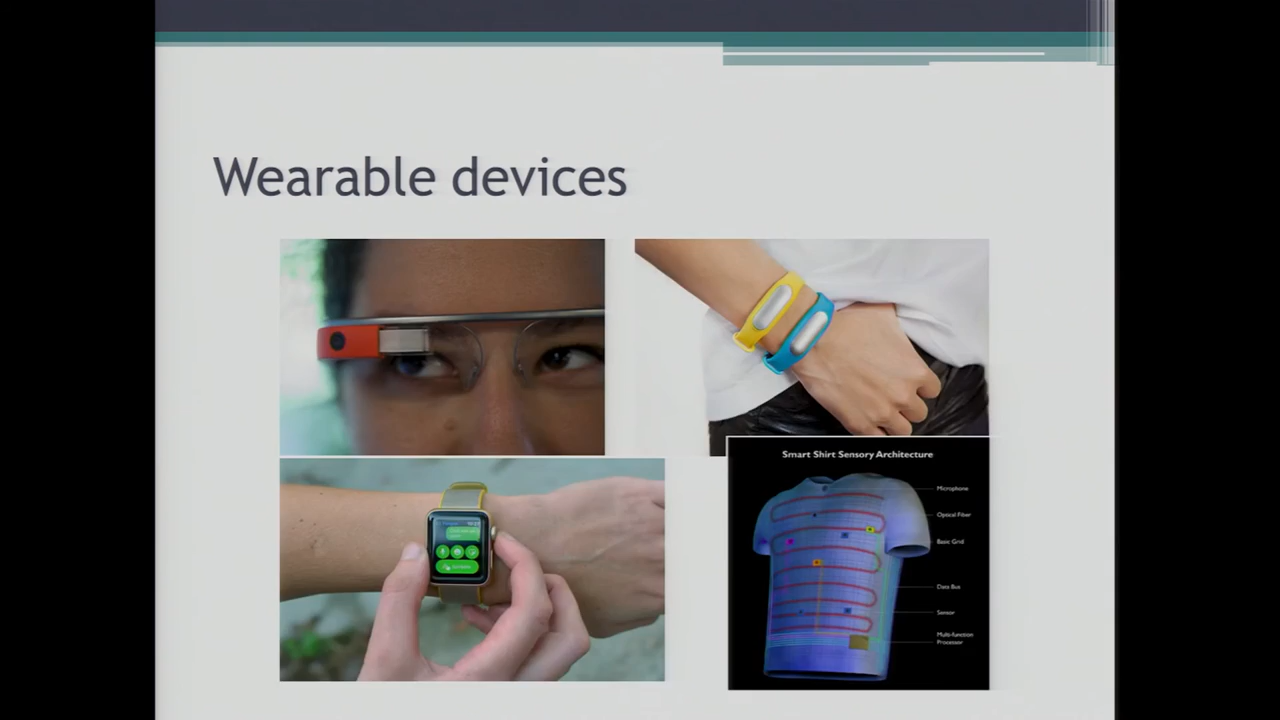 Wearable devices
Smart Shirt Sensory Architecture
Microphone
Optical Fiber
Basic Grid
Data Bus
Sensor
Multi-function
Processor